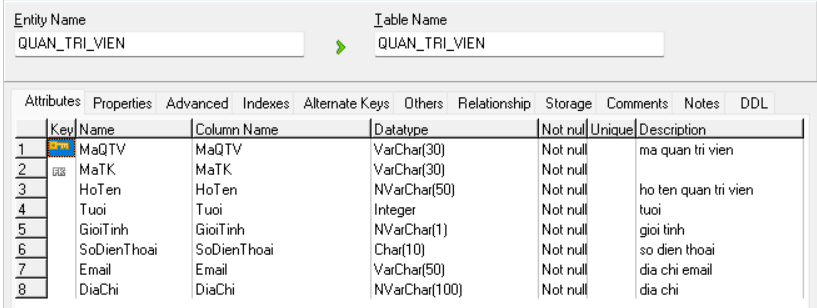 Entity Name Table Name
QUAN_TRI_VIEN QUAN_TRI_VIEN
Attributes Properties Advanced Indexes Alternate Keys Others Relationship Storage Comments Notes DDL
Key Name Column Name Datatype Not nul Unique Description
1 MaQTV MaQTV VarChar(30) Not null ma quan tri vien
2 FK MaTK MaTK VarChar(30) Not null
3 HoTen HoTen NVarChar(50) Not null ho ten quan tri vien
4 Tuoi Tuoi Integer Not null tuoi
5 GioiTinh GioiTinh NVarChar(1) Not null gioi tinh
6 SoDienThoai SoDienThoai Char(10) Not null so dien thoai
7 Email Email VarChar(50) Not null dia chi email
8 DiaChi DiaChi NVarChar(100) Not null dia chi